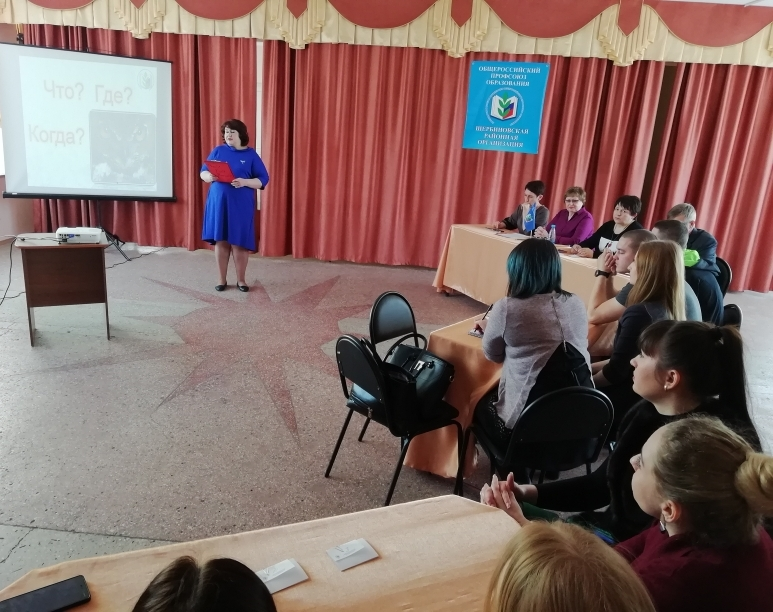 Что? Где?
Когда?
ОБЩЕРОССИЙСКИЙ
ПРОФСОЮЗ
ОБРАЗОВАНИЯ
ЩЕРБИНОВСКАЯ
РАЙОННАЯ
ОРГАНИЗАЦИЯ